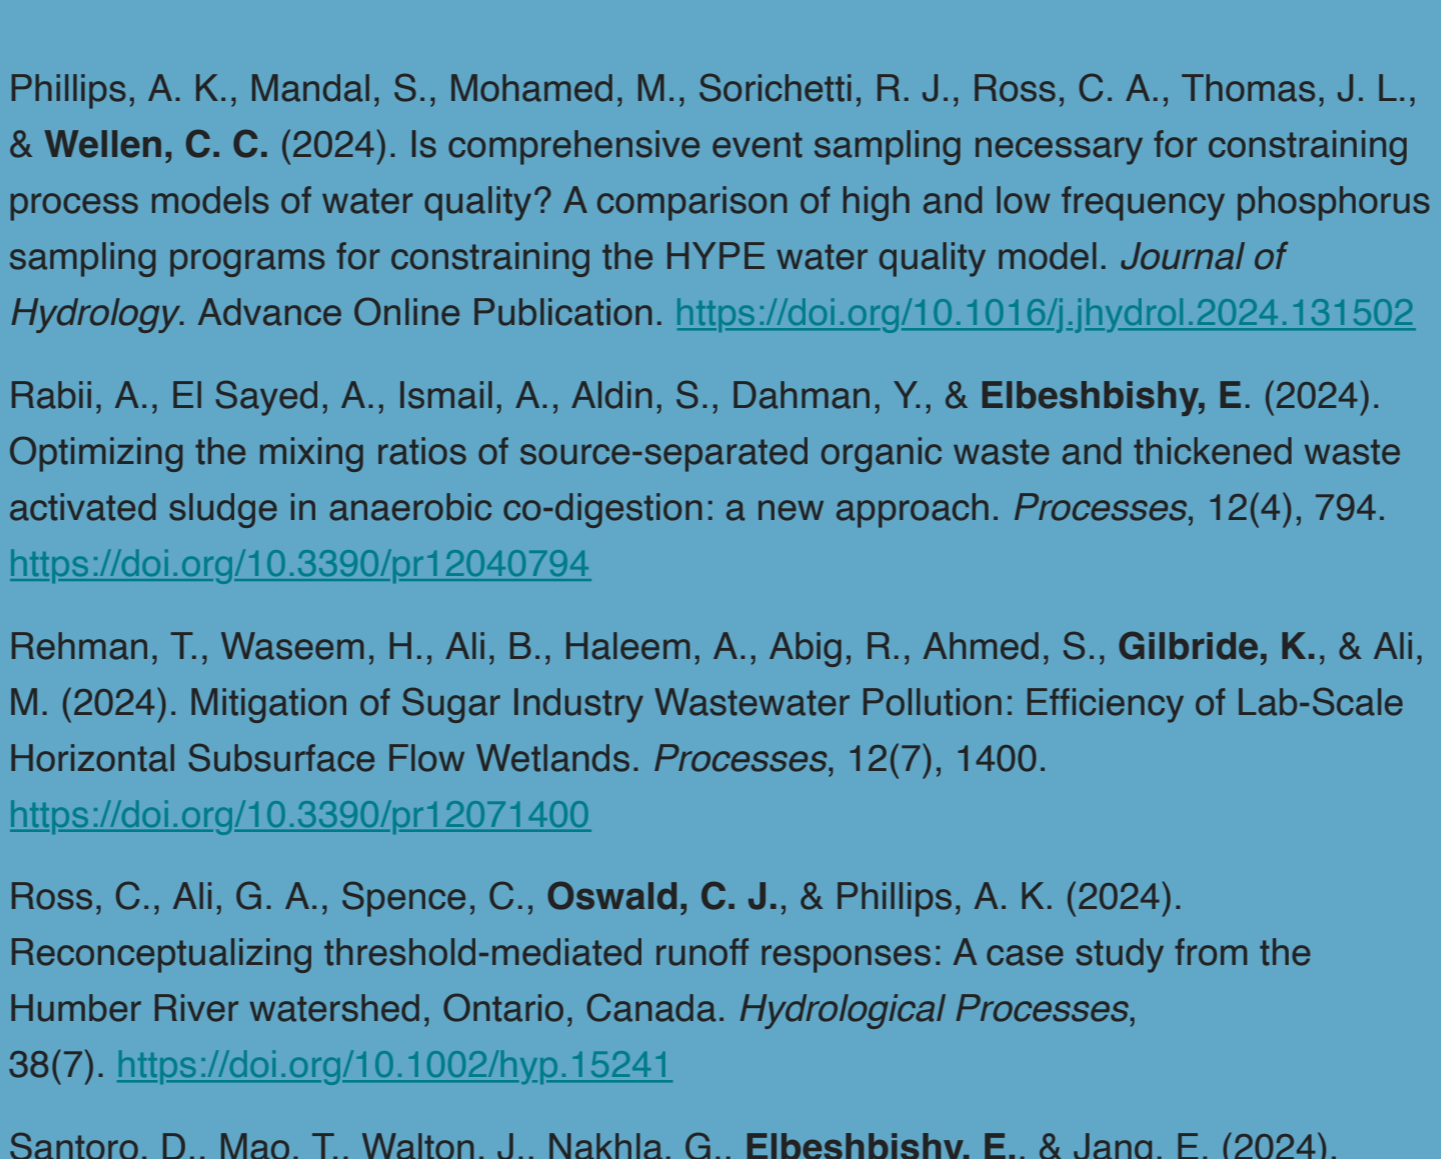 Phillips, A. K., Mandal, S., Mohamed, M., Sorichetti, R. J., Ross, C. A., Thomas, J. L.,
& Wellen, C. C. (2024). Is comprehensive event sampling necessary for constraining
process models of water quality? A comparison of high and low frequency phosphorus
sampling programs for constraining the HYPE water quality model. Journal of
Hydrology. Advance Online Publication. https://doi.org/10.1016/j.jhydrol.2024.131502
Rabii, A., El Sayed, A., Ismail, A., Aldin, S., Dahman, Y., & Elbeshbishy, E. (2024).
Optimizing the mixing ratios of source-separated organic waste and thickened waste
activated sludge in anaerobic co-digestion: a new approach. Processes, 12(4), 794.
https://doi.org/10.3390/pr12040794
Rehman, T., Waseem, H., Ali, B., Haleem, A., Abig, R., Ahmed, S., Gilbride, K., & Ali,
M. (2024). Mitigation of Sugar Industry Wastewater Pollution: Efficiency of Lab-Scale
Horizontal Subsurface Flow Wetlands. Processes, 12(7), 1400.
https://doi.org/10.3390/pr12071400
Ross, C., Ali, G. A., Spence, C., Oswald, C. J., & Phillips, A. K. (2024).
Reconceptualizing threshold-mediated runoff responses: A case study from the
Humber River watershed, Ontario, Canada. Hydrological Processes,
38(7). https://doi.org/10.1002/hyp.15241
Santoro, D., Mao, T., Walton, J., Nakhla, G., Elbeshbishy, E., & Jang, E. (2024).